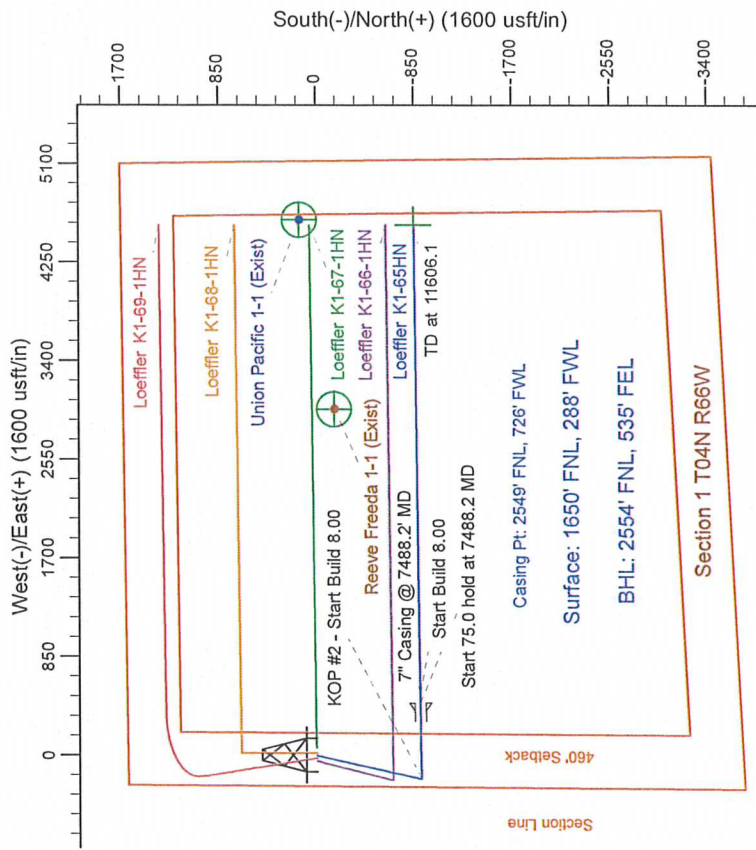 South(-)/North(+) (1600 usft/in)
1700
850
0
-850
-1700
-2550
-3400
West(-)/East(+) (1600 usft/in)
5100
4250
3400
2550
1700
850
0
Loeffler K1-69-1HN
Loeffler K1-68-1HN
Union Pacific 1-1 (Exist)
Loeffler K1-67-1HN
Loeffler K1-66-1HN
Loeffler K1-65HN
TD at 11606.1
Reeve Freeda 1-1 (Exist)
KOP #2 - Start Build 8.00
7" Casing @ 7488.2' MD
Start Build 8.00
Start 75.0 hold at 7488.2 MD
Casing Pt: 2549' FNL, 726' FWL
Surface: 1650' FNL, 288' FWL
BHL: 2554' FNL, 535' FEL
Section 1 T04N R66W
460' Setback
Section Line